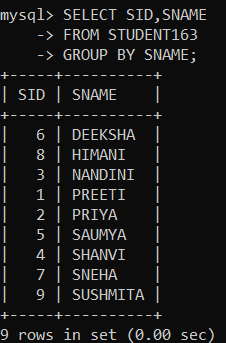 mysql> SELECT SID,SNAME
    -> FROM STUDENT163
    -> GROUP BY SNAME;
+-----+----------+
| SID | SNAME    |
+-----+----------+
|   6 | DEEKSHA  |
|   8 | HIMANI   |
|   3 | NANDINI  |
|   1 | PREETI   |
|   2 | PRIYA    |
|   5 | SAUMYA   |
|   4 | SHANVI   |
|   7 | SNEHA    |
|   9 | SUSHMITA |
+-----+----------+
9 rows in set (0.00 sec)